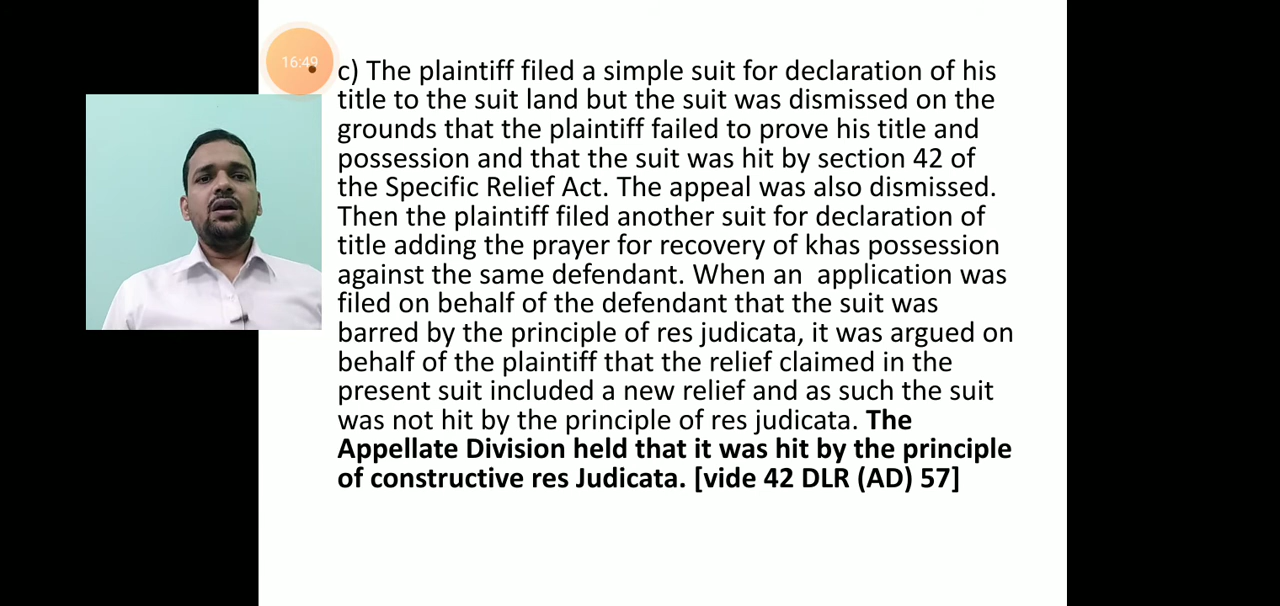 16:49
c) The plaintiff filed a simple suit for declaration of his
title to the suit land but the suit was dismissed on the
grounds that the plaintiff failed to prove his title and
possession and that the suit was hit by section 42 of
the Specific Relief Act. The appeal was also dismissed.
Then the plaintiff filed another suit for declaration of
title adding the prayer for recovery of khas possession
against the same defendant. When an  application was
filed on behalf of the defendant that the suit was
barred by the principle of res judicata, it was argued on
behalf of the plaintiff that the relief claimed in the
present suit included a new relief and as such the suit
was not hit by the principle of res judicata. The
Appellate Division held that it was hit by the principle
of constructive res Judicata. [vide 42 DLR (AD) 57]